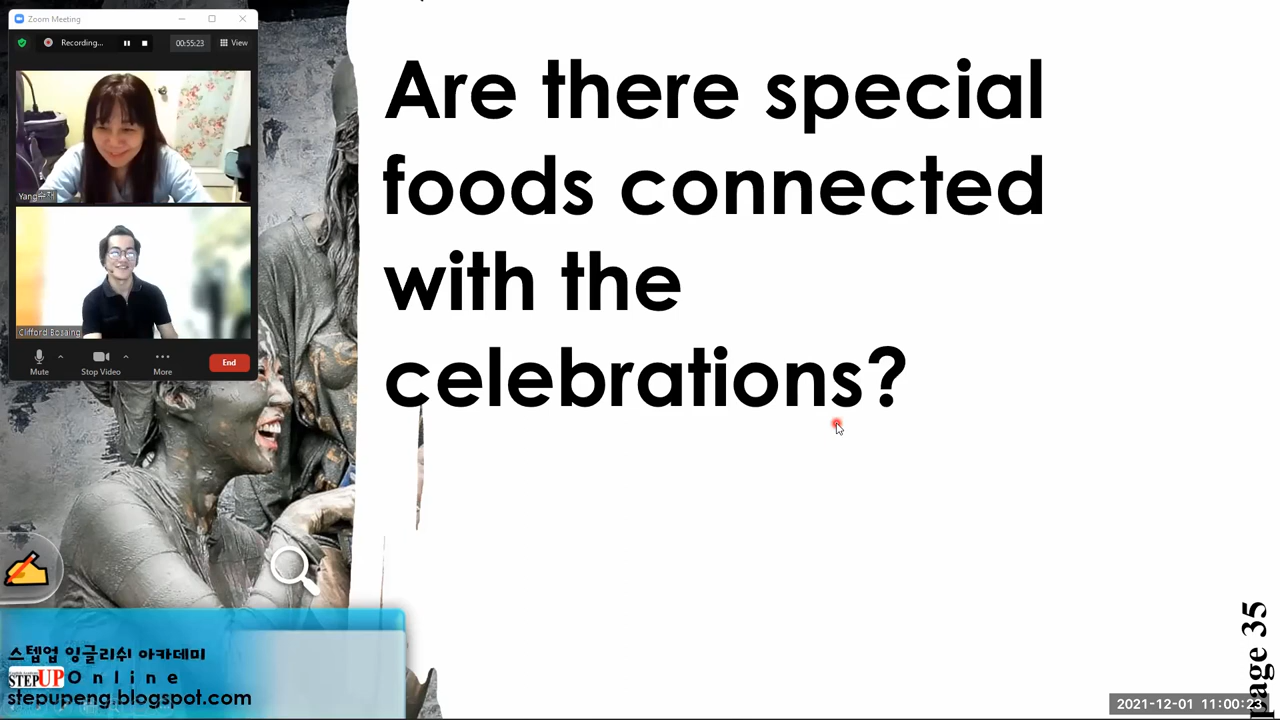 Zoom Meeting
Recording...
00:55:23
View
Clifford Bosaing
Mute
Stop Video
More
End
Are there special
foods connected
with the
celebrations?
스텝업 잉글리쉬 아카데미
STEPUP Online
stepupeng.blogspot.com
page 35
2021-12-01 11:00:23